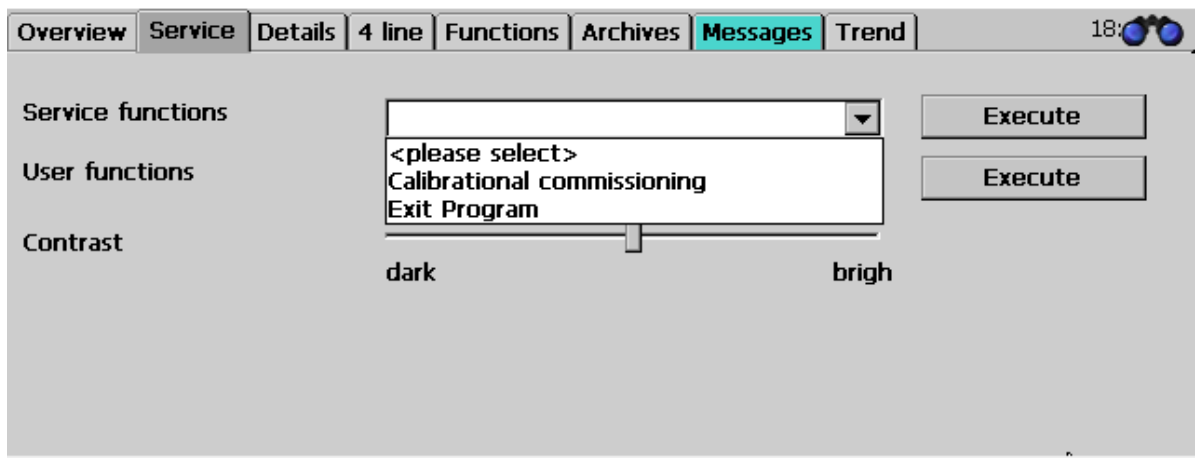 Overview Service Details 4 line Functions Archives Messages Trend 18:
Service functions Execute
<please select>
User functions Calibrational commissioning Execute
Exit Program
Contrast
dark brigh